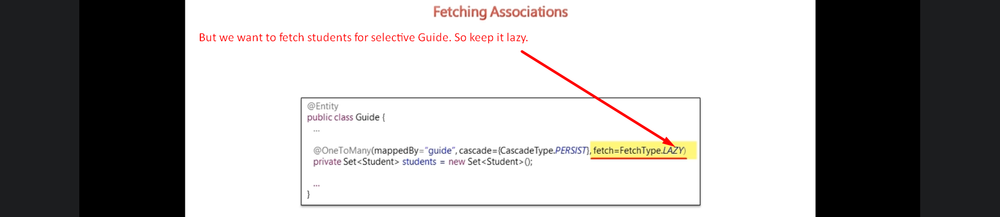 Fetching Associations
But we want to fetch students for selective Guide. So keep it lazy.
@Entity
public class Guide {
...
@OneToMany(mappedBy="guide", cascade={CascadeType.PERSIST}, fetch=FetchType.LAZY)
private Set<Student> students = new Set<Student>();
...
}